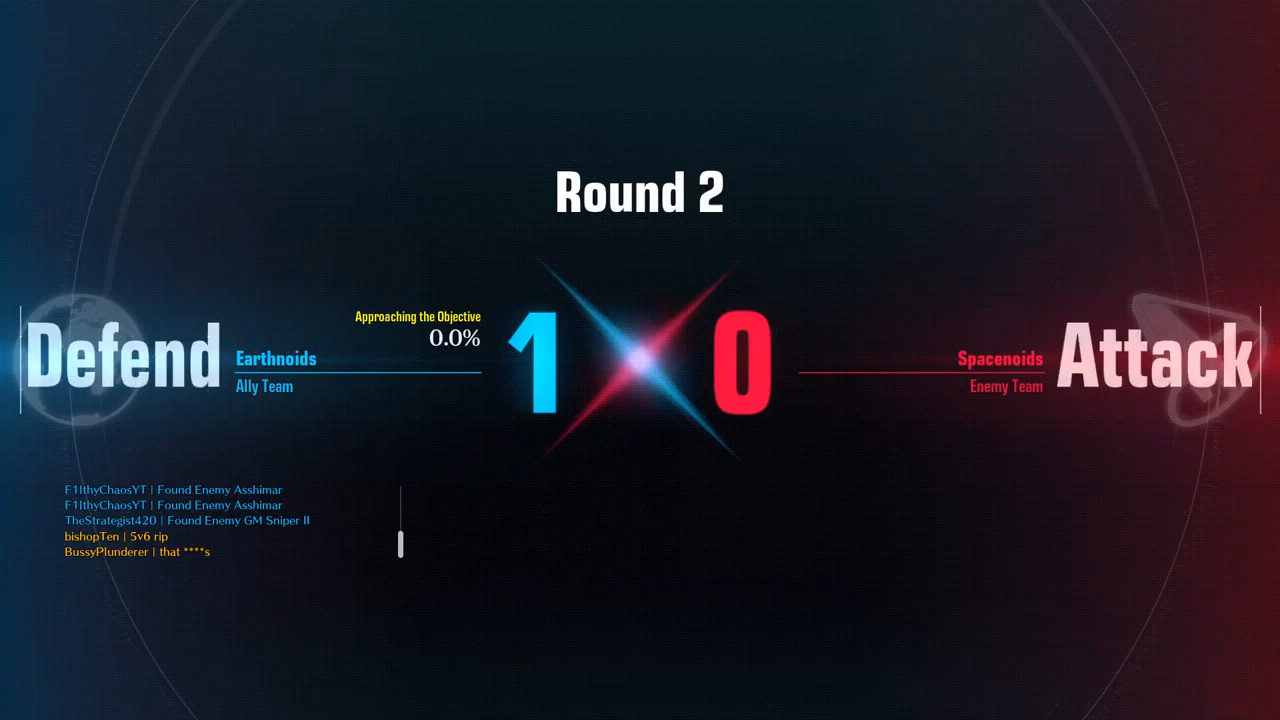 Round 2
Defend
Earthnoids
Ally Team
Approaching the Objective
0.0%
1
0
Spacenoids
Enemy Team
Attack
F1lthyChaosYT | Found Enemy Asshimar
F1lthyChaosYT | Found Enemy Asshimar
TheStrategist420 | Found Enemy GM Sniper II
bishopTen | 5v6 rip
BussyPlunderer | that ****s